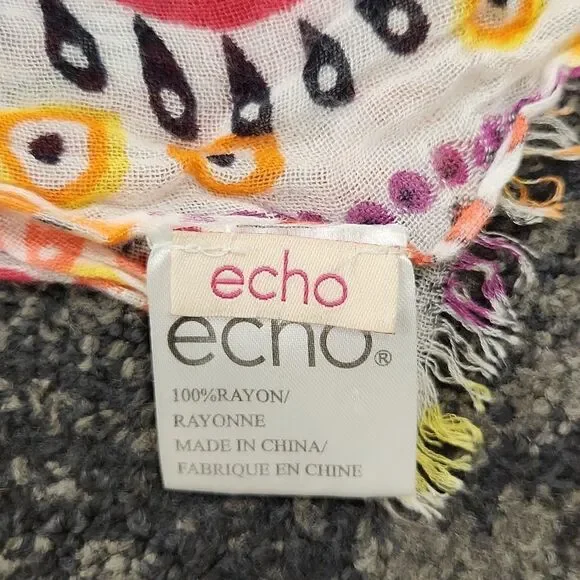 echo
echo®
100%RAYON/
RAYONNE
MADE IN CHINA/
FABRIQUE EN CHINE